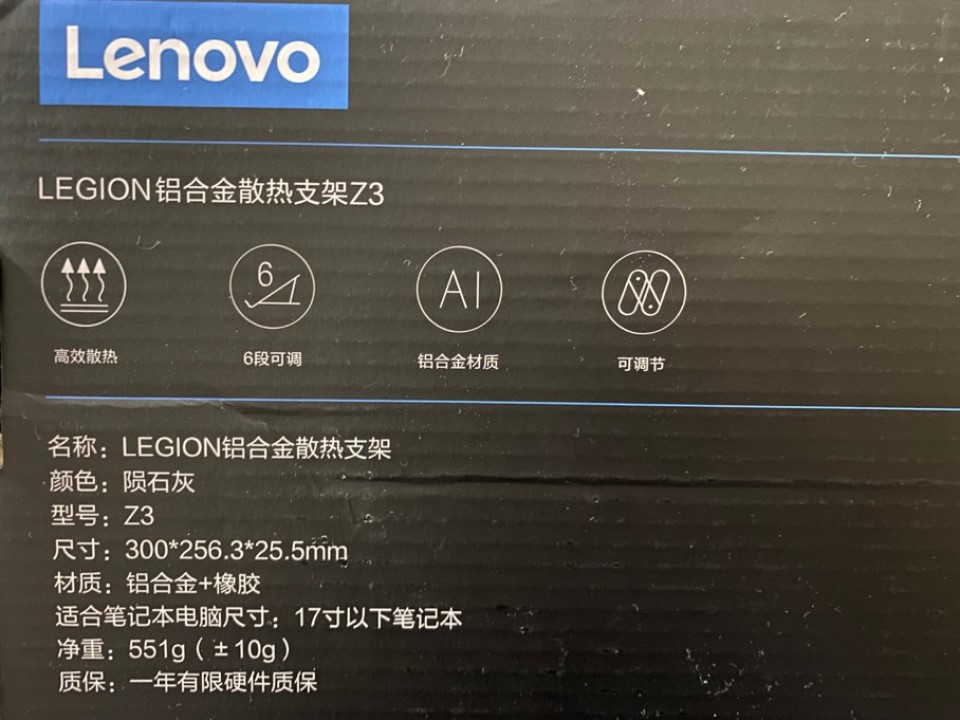 Lenovo
LEGION铝合金散热支架Z3
6
Al
高效散热
6段可调
铝合金材质
可调节
名称：LEGION铝合金散热支架
颜色：陨石灰
型号：Z3
尺寸：300*256.3*25.5mm
材质：铝合金+橡胶
适合笔记本电脑尺寸：17寸以下笔记本
净重：551g（±10g）
质保：一年有限硬件质保